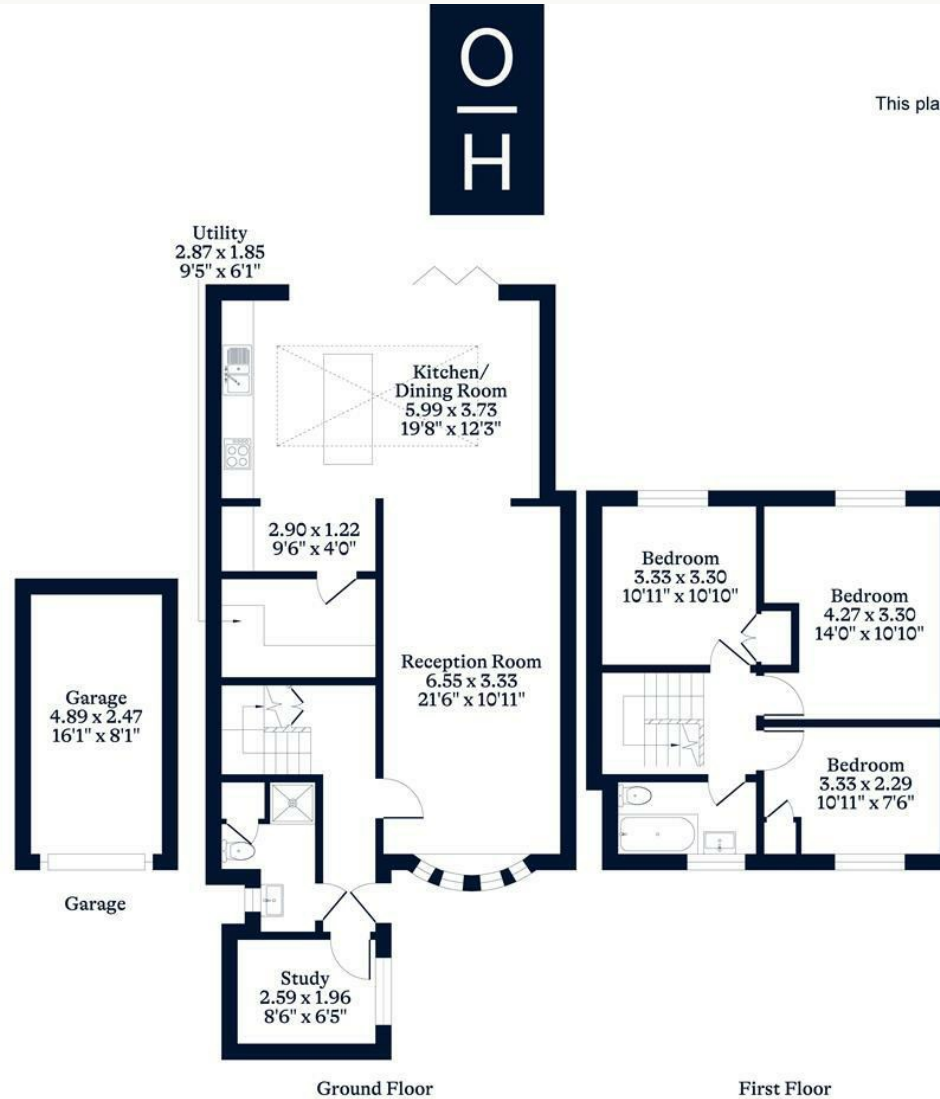 O
H
This pla
Utility
2.87 x 1.85
9'5" x 6'1"
Kitchen/
Dining Room
5.99 x 3.73
19'8" x 12'3"
2.90 x 1.22
9'6" x 4'0"
Bedroom
3.33 x 3.30
10'11" x 10'10"
Bedroom
4.27 x 3.30
14'0" x 10'10"
Reception Room
6.55 x 3.33
21'6" x 10'11"
Garage
4.89 x 2.47
16'1" x 8'1"
Bedroom
3.33 x 2.29
10'11" x 7'6"
Garage
Study
2.59 x 1.96
8'6" x 6'5"
Ground Floor
First Floor